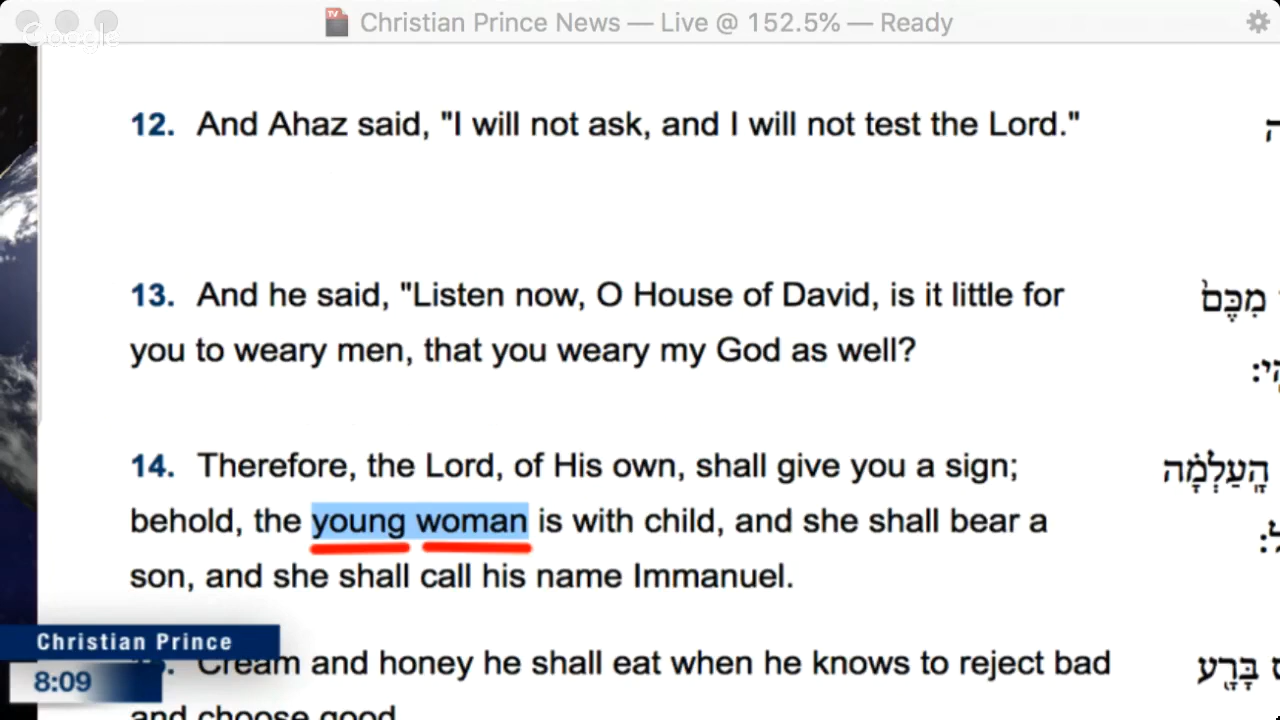 Christian Prince News — Live @ 152.5% — Ready
Google
12. And Ahaz said, "I will not ask, and I will not test the Lord."
13. And he said, "Listen now, O House of David, is it little for
מִכֶּם֙
you to weary men, that you weary my God as well?
14. Therefore, the Lord, of His own, shall give you a sign;
הָֽעַלְמָ֗ה
behold, the young woman is with child, and she shall bear a
son, and she shall call his name Immanuel.
Christian Prince
Cream and honey he shall eat when he knows to reject bad
בָּרָ֖ע
8:09
and choose good